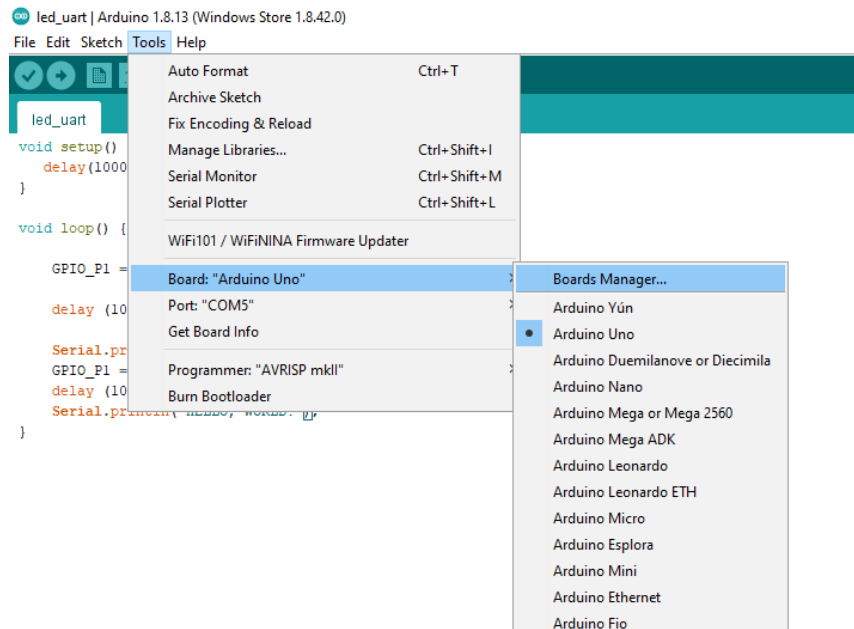 led_uart | Arduino 1.8.13 (Windows Store 1.8.42.0)
File Edit Sketch Tools Help
led_uart
void setup()
delay(1000
}
void loop() {
GPIO_P1 =
delay (10
Serial.pr
GPIO_P1 =
delay (10
Serial.println("HELLO, WORLD!");
}
Auto Format Ctrl+T
Archive Sketch
Fix Encoding & Reload
Manage Libraries... Ctrl+Shift+I
Serial Monitor Ctrl+Shift+M
Serial Plotter Ctrl+Shift+L
WiFi101 / WiFiNINA Firmware Updater
Board: "Arduino Uno"
Port: "COM5"
Get Board Info
Programmer: "AVRISP mkII"
Burn Bootloader
Boards Manager...
Arduino Yún
Arduino Uno
Arduino Duemilanove or Diecimila
Arduino Nano
Arduino Mega or Mega 2560
Arduino Mega ADK
Arduino Leonardo
Arduino Leonardo ETH
Arduino Micro
Arduino Esplora
Arduino Mini
Arduino Ethernet
Arduino Fio